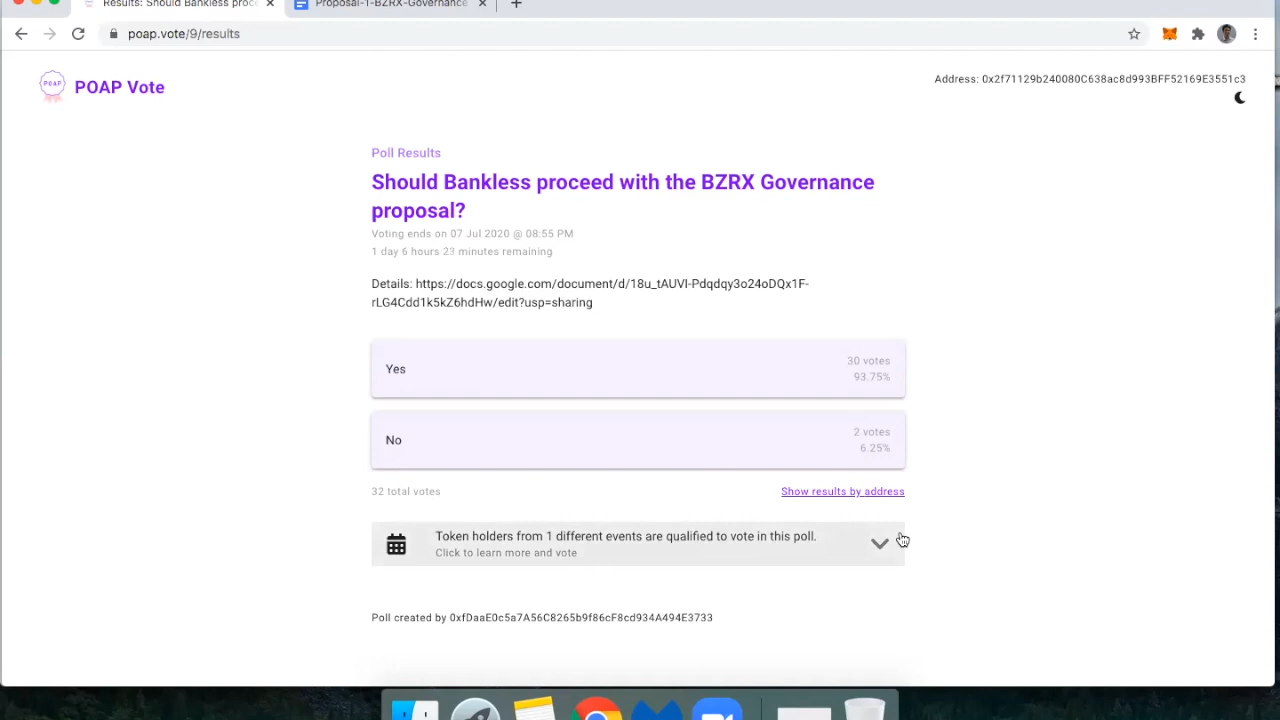 Results: Should Bankless proce
Proposal-1-BZRX-Governance
poap.vote/9/results
POAP
POAP Vote
Address: 0x2f71129b240080C638ac8d993BFF52169E3551c3
Poll Results
Should Bankless proceed with the BZRX Governance
proposal?
Voting ends on 07 Jul 2020 @ 08:55 PM
1 day 6 hours 23 minutes remaining
Details: https://docs.google.com/document/d/18u_tAUVI-Pdqdqy3o24oDQx1F-
rLG4Cdd1k5kZ6hdHw/edit?usp=sharing
Yes
30 votes
93.75%
No
2 votes
6.25%
32 total votes
Show results by address
Token holders from 1 different events are qualified to vote in this poll.
Click to learn more and vote
Poll created by 0xfDaaE0c5a7A56C8265b9f86cF8cd934A494E3733